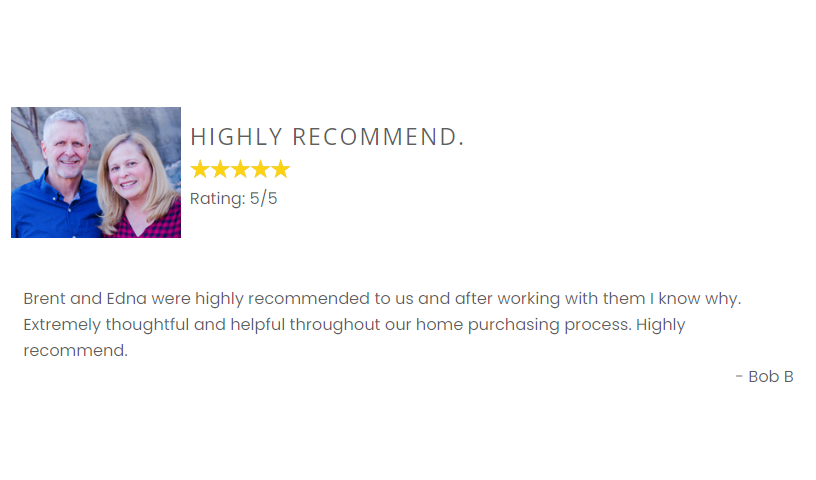 HIGHLY RECOMMEND.
Rating: 5/5
Brent and Edna were highly recommended to us and after working with them I know why.
Extremely thoughtful and helpful throughout our home purchasing process. Highly
recommend.
- Bob B